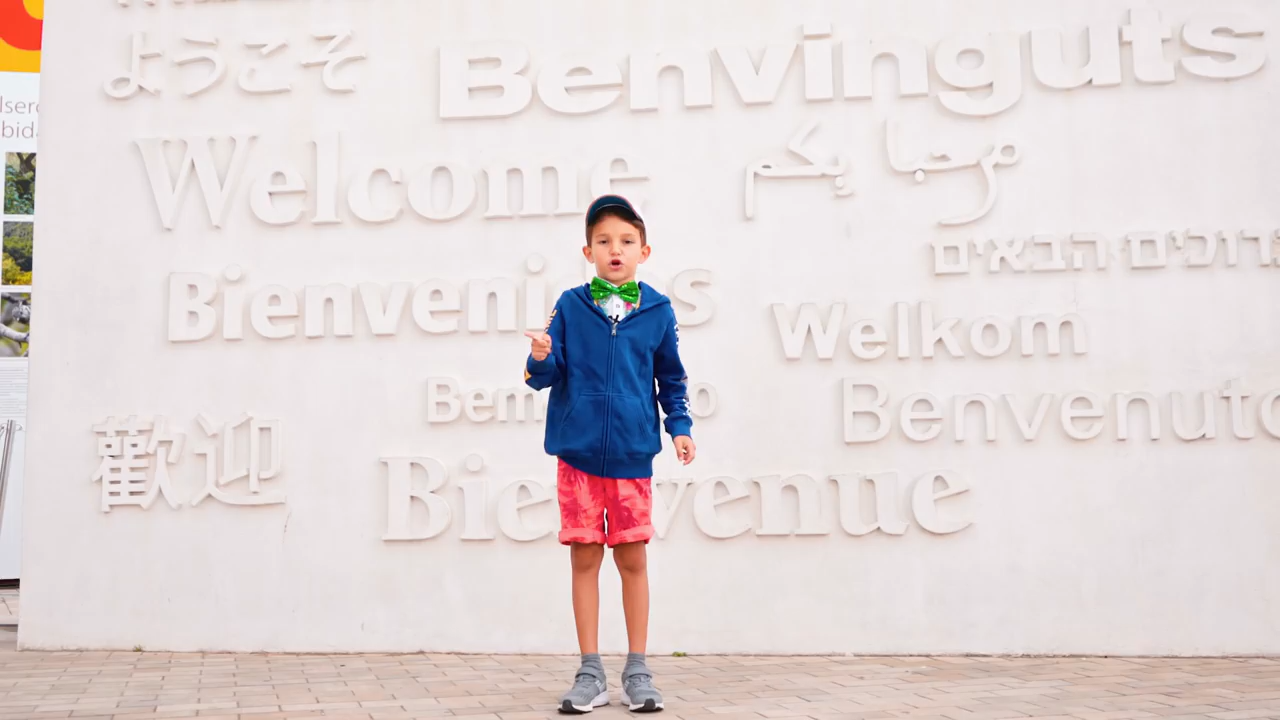 ようこそ
Benvinguts
Welcome
مرحبا بكم
ברוכים הבאים
Bienvenidos
Welkom
Benvenuto
歡迎
Bienvenue